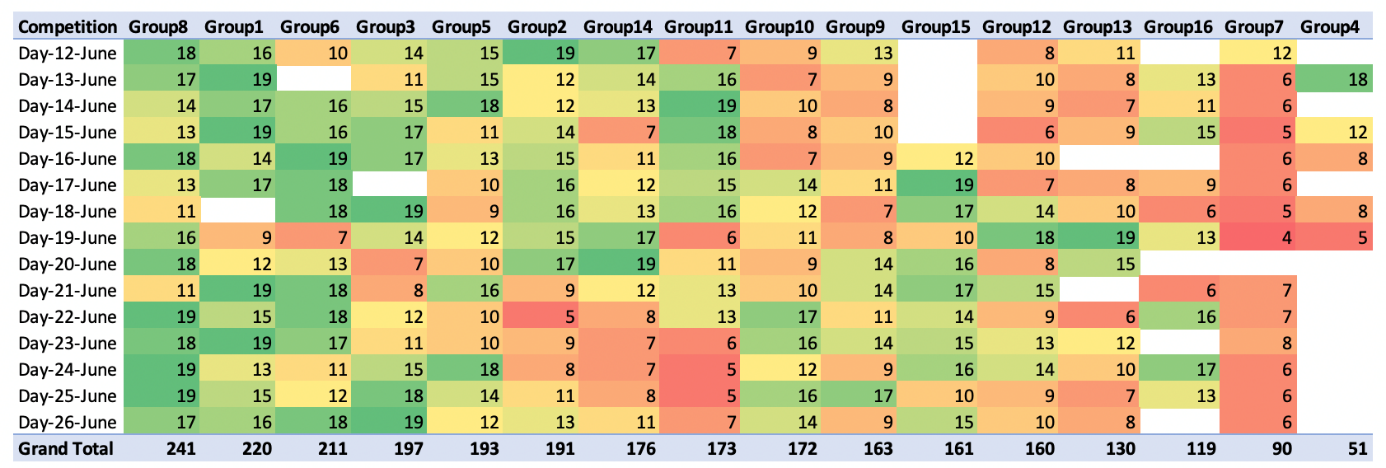 Competition Group8 Group1 Group6 Group3 Group5 Group2 Group14 Group11 Group10 Group9 Group15 Group12 Group13 Group16 Group7 Group4
Day-12-June 18 16 10 14 15 19 17 7 9 13 8 11 12
Day-13-June 17 19 11 15 12 14 16 7 9 10 8 13 6 18
Day-14-June 14 17 16 15 18 12 13 19 10 8 9 7 11 6
Day-15-June 13 19 16 17 11 14 7 18 8 10 6 9 15 5 12
Day-16-June 18 14 19 17 13 15 11 16 7 9 12 10 6 8
Day-17-June 13 17 18 10 16 12 15 14 11 19 7 8 9 6
Day-18-June 11 18 19 9 16 13 16 12 7 17 14 10 6 5 8
Day-19-June 16 9 7 14 12 15 17 6 11 8 10 18 19 13 4 5
Day-20-June 18 12 13 7 10 17 19 11 9 14 16 8 15
Day-21-June 11 19 18 8 16 9 12 13 10 14 17 15 6 7
Day-22-June 19 15 18 12 10 5 8 13 17 11 14 9 6 16 7
Day-23-June 18 19 17 11 10 9 7 6 16 14 15 13 12 8
Day-24-June 19 13 11 15 18 8 7 5 12 9 16 14 10 17 6
Day-25-June 19 15 12 18 14 11 8 5 16 17 10 9 7 13 6
Day-26-June 17 16 18 19 12 13 11 7 14 9 15 10 8 6
Grand Total 241 220 211 197 193 191 176 173 172 163 161 160 130 119 90 51